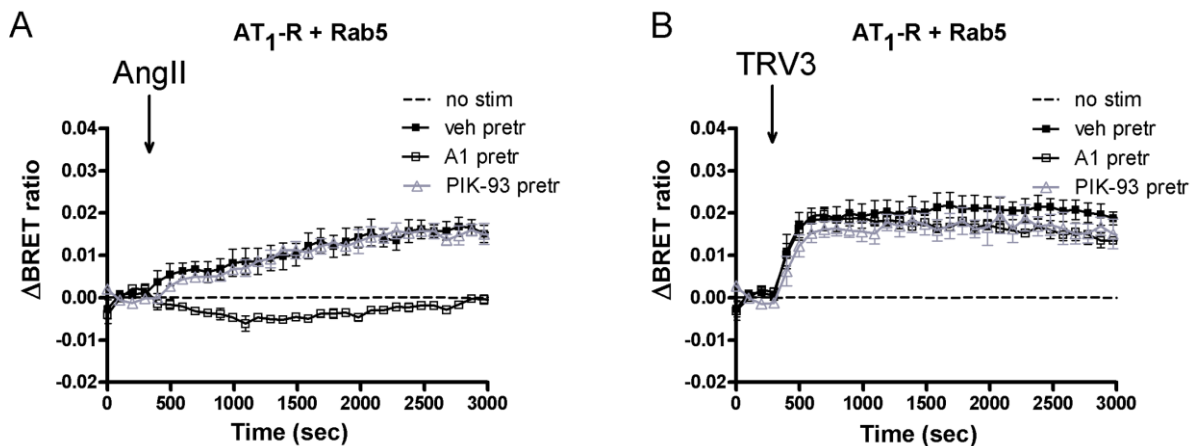 A
AT1-R + Rab5
AngII
no stim
veh pretr
A1 pretr
PIK-93 pretr
0.04
0.03
0.02
0.01
0.00
-0.01
-0.02
ΔBRET ratio
0 500 1000 1500 2000 2500 3000
Time (sec)
B
AT1-R + Rab5
TRV3
no stim
veh pretr
A1 pretr
PIK-93 pretr
0.04
0.03
0.02
0.01
0.00
-0.01
-0.02
ΔBRET ratio
0 500 1000 1500 2000 2500 3000
Time (sec)